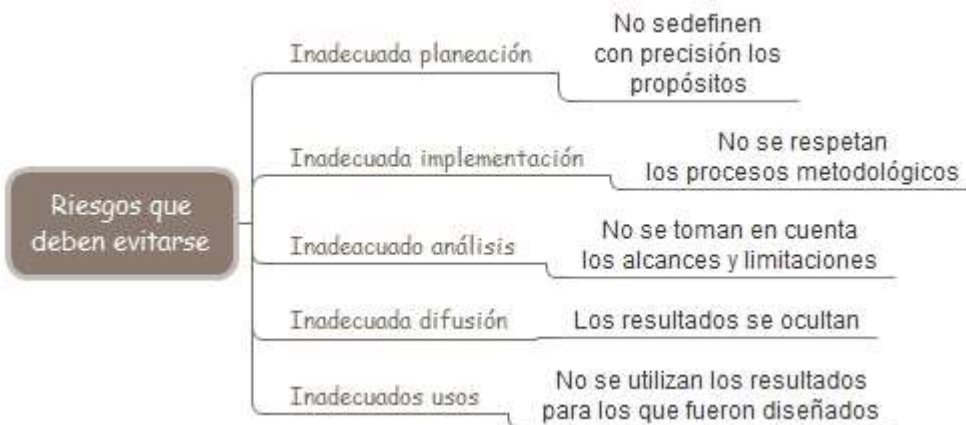 Riesgos que
deben evitarse
Inadecuada planeación
No sedefinen
con precisión los
propósitos
Inadecuada implementación
No se respetan
los procesos metodológicos
Inadeacuado análisis
No se toman en cuenta
los alcances y limitaciones
Inadecuada difusión
Los resultados se ocultan
Inadecuados usos
No se utilizan los resultados
para los que fueron diseñados